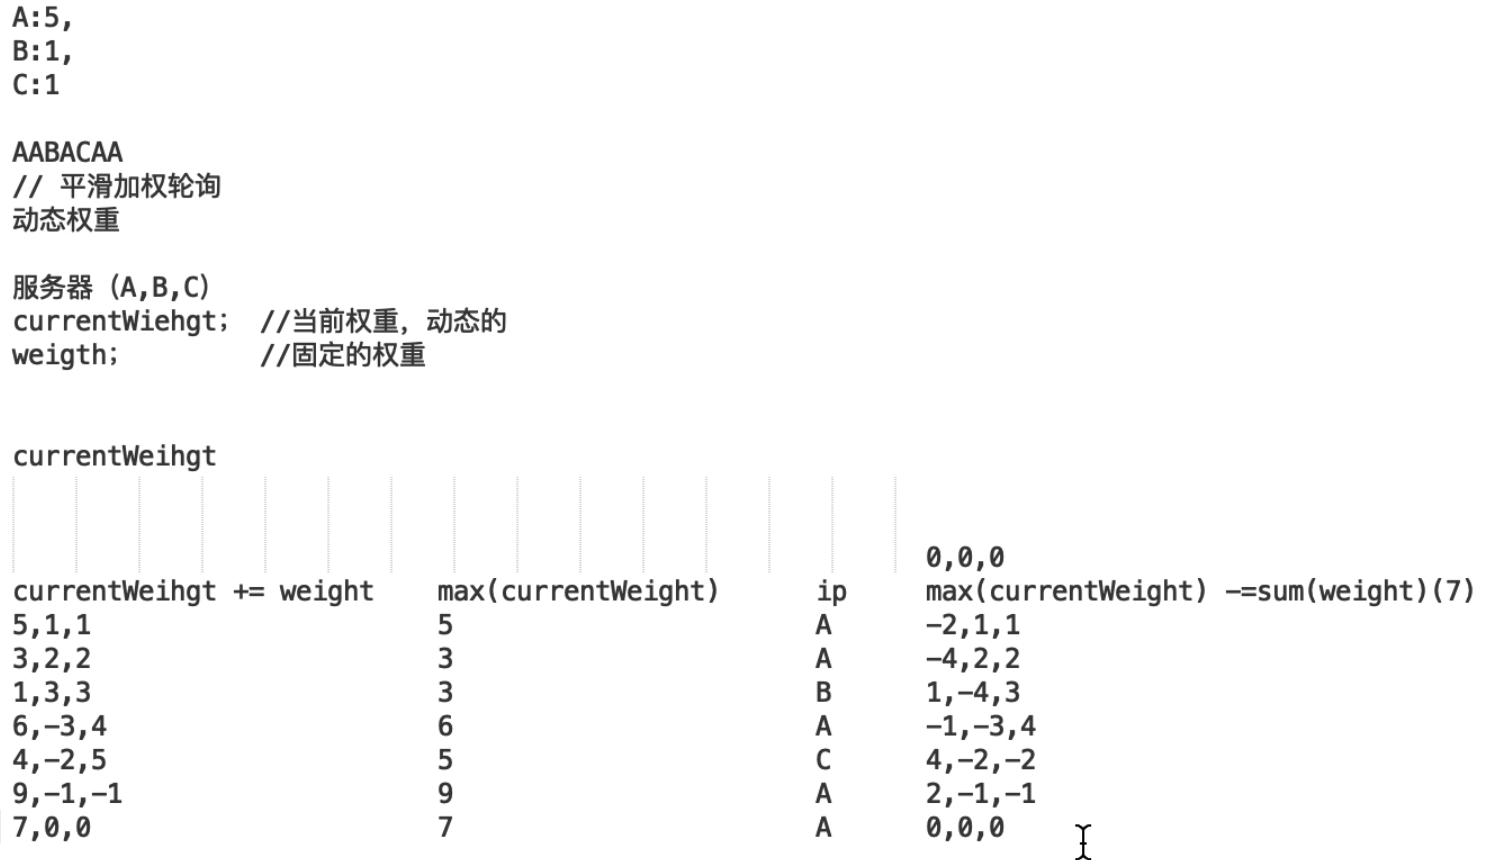 A:5,
B:1,
C:1
AABACAA
// 平滑加权轮询
动态权重
服务器（A,B,C）
currentWiehgt； //当前权重，动态的
weigth； //固定的权重
currentWeihgt
0,0,0
currentWeihgt += weight max(currentWeight) ip max(currentWeight) -=sum(weight)(7)
5,1,1 5 A -2,1,1
3,2,2 3 A -4,2,2
1,3,3 3 B 1,-4,3
6,-3,4 6 A -1,-3,4
4,-2,5 5 C 4,-2,-2
9,-1,-1 9 A 2,-1,-1
7,0,0 7 A 0,0,0